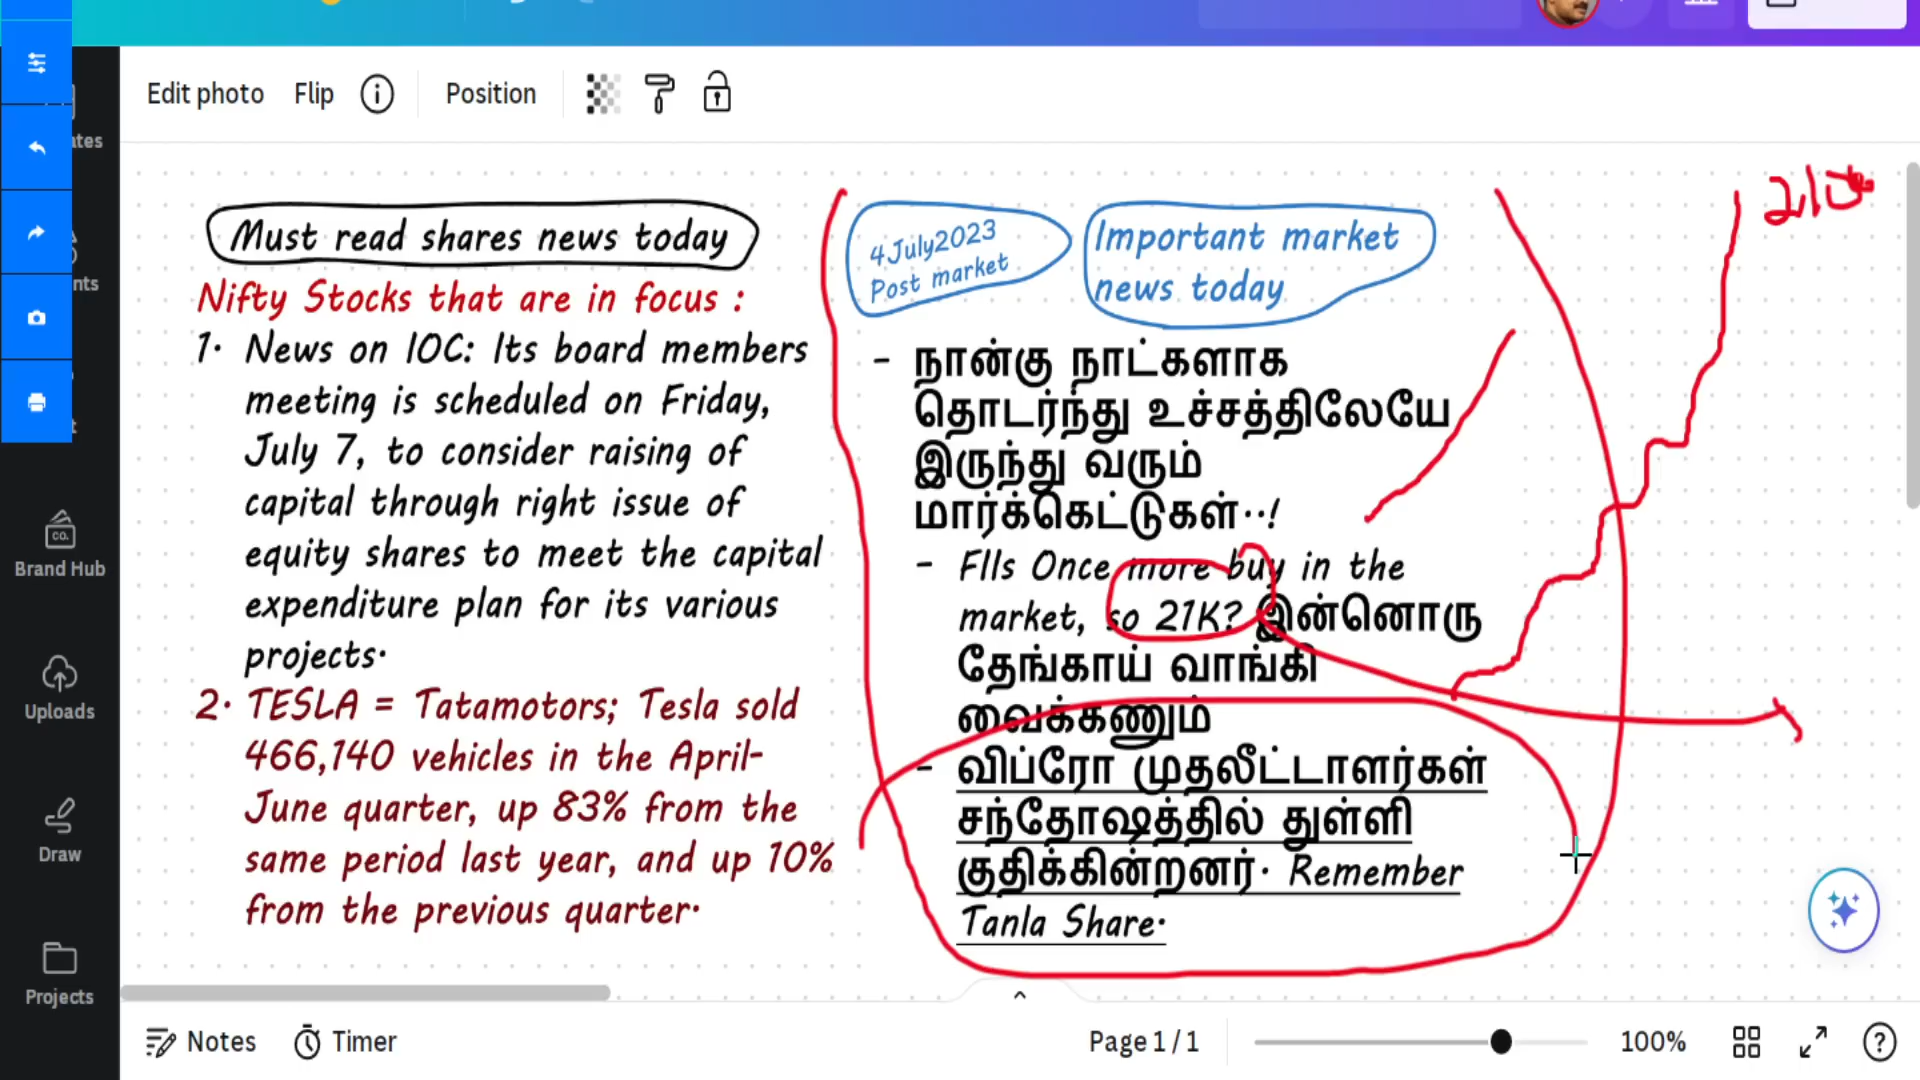 Edit photo Flip Position
Must read shares news today
Nifty Stocks that are in focus :
1. News on IOC: Its board members
meeting is scheduled on Friday,
July 7, to consider raising of
capital through right issue of
equity shares to meet the capital
expenditure plan for its various
projects.
2. TESLA = Tatamotors; Tesla sold
466,140 vehicles in the April-
June quarter, up 83% from the
same period last year, and up 10%
from the previous quarter.
4July2023
Post market
Important market
news today
- நான்கு நாட்களாக
தொடர்ந்து உச்சத்திலேயே
இருந்து வரும்
மார்க்கெட்டுகள்..!
- FIIs Once more buy in the
market, so 21K? இன்னொரு
தேங்காய் வாங்கி
வைக்கணும்
- விப்ரோ முதலீட்டாளர்கள்
சந்தோஷத்தில் துள்ளி
குதிக்கின்றனர். Remember
Tanla Share.
Brand Hub
Uploads
Draw
Projects
Notes Timer
Page 1 / 1
100%